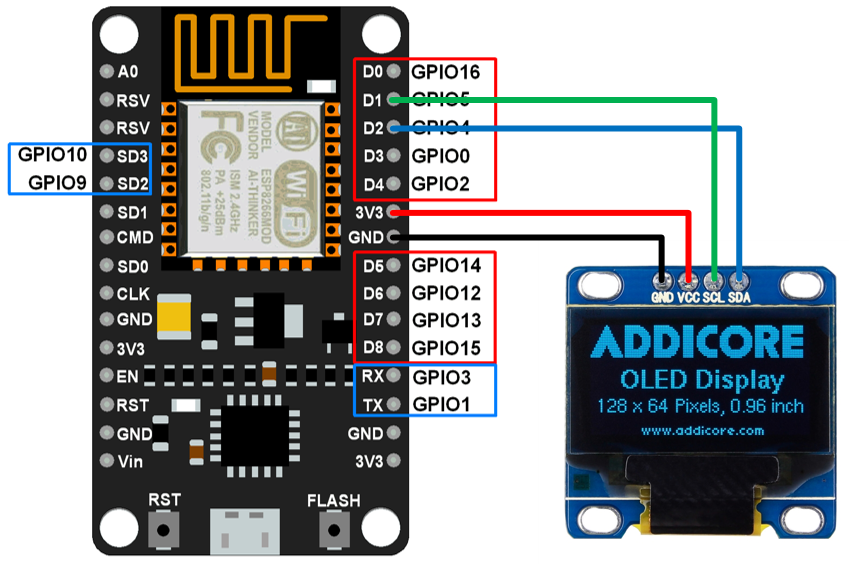 A0
RSV
RSV
GPIO10 SD3
GPIO9 SD2
SD1
CMD
SD0
CLK
GND
3V3
EN
RST
GND
Vin
RST
FLASH
MODEL
VENDOR
ESP8266MOD
AI-THINKER
ISM 2.4GHz
PA +25dBm
802.11b/g/n
FC
WiFi
D0 GPIO16
D1 GPIO5
D2 GPIO4
D3 GPIO0
D4 GPIO2
3V3
GND
D5 GPIO14
D6 GPIO12
D7 GPIO13
D8 GPIO15
RX GPIO3
TX GPIO1
GND
3V3
GND VCC SCL SDA
ADDICORE
OLED Display
128 x 64 Pixels, 0.96 inch
www.addicore.com